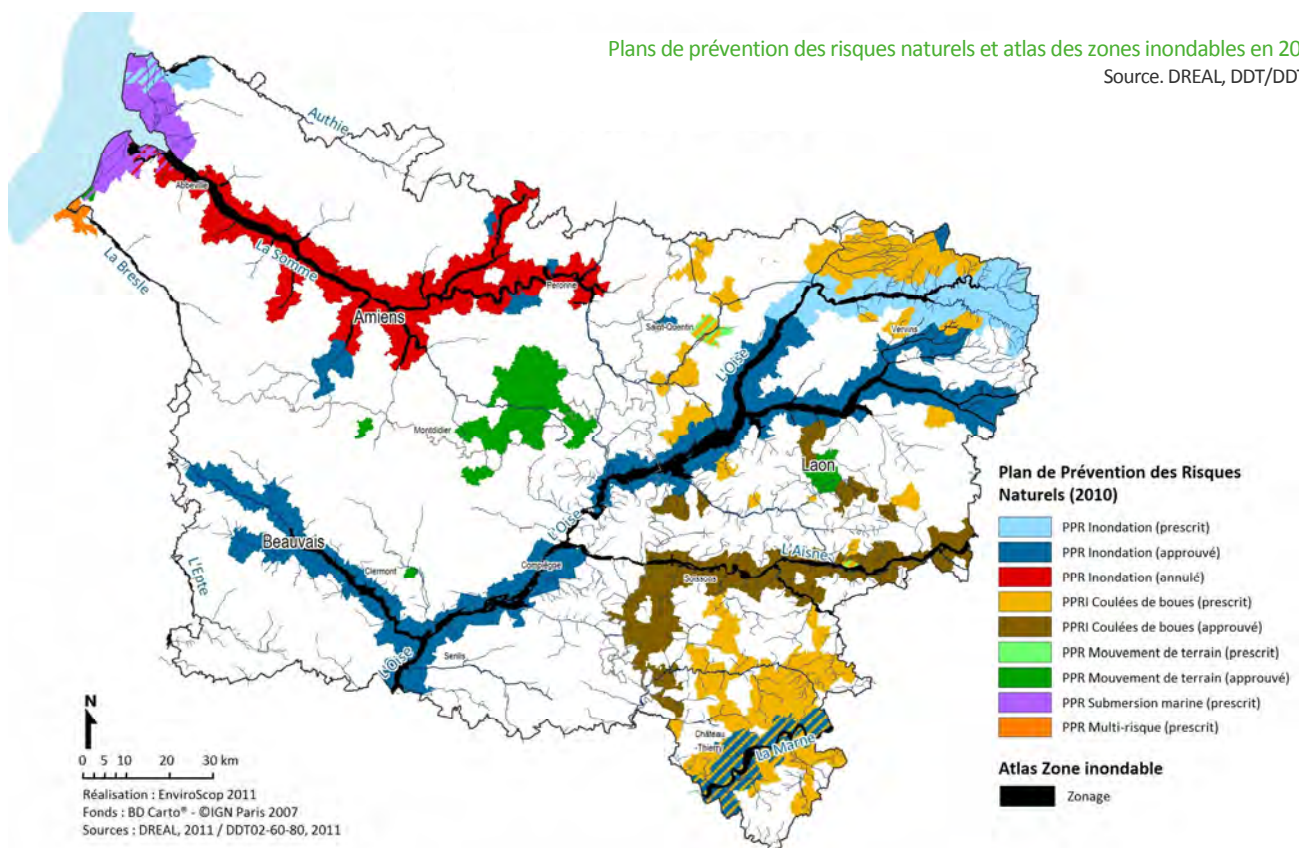 Plans de prévention des risques naturels et atlas des zones inondables en 20
Source. DREAL, DDT/DDT
Authie
Abbeville
La Somme
La Bresle
Amiens
Péronne
Saint-Quentin
Vervins
L'Oise
Montdidier
Laon
L'Oise
Beauvais
L'Epte
Clermont
Compiègne
L'Aisne
Soissons
L'Oise
Senlis
Château
-Thierry
La Marne
N
0 5 10 20 30 km
Réalisation : EnviroScop 2011
Fonds : BD Carto® - ©IGN Paris 2007
Sources : DREAL, 2011 / DDT02-60-80, 2011
Plan de Prévention des Risques
Naturels (2010)
PPR Inondation (prescrit)
PPR Inondation (approuvé)
PPR Inondation (annulé)
PPRI Coulées de boues (prescrit)
PPRI Coulées de boues (approuvé)
PPR Mouvement de terrain (prescrit)
PPR Mouvement de terrain (approuvé)
PPR Submersion marine (prescrit)
PPR Multi-risque (prescrit)
Atlas Zone inondable
Zonage